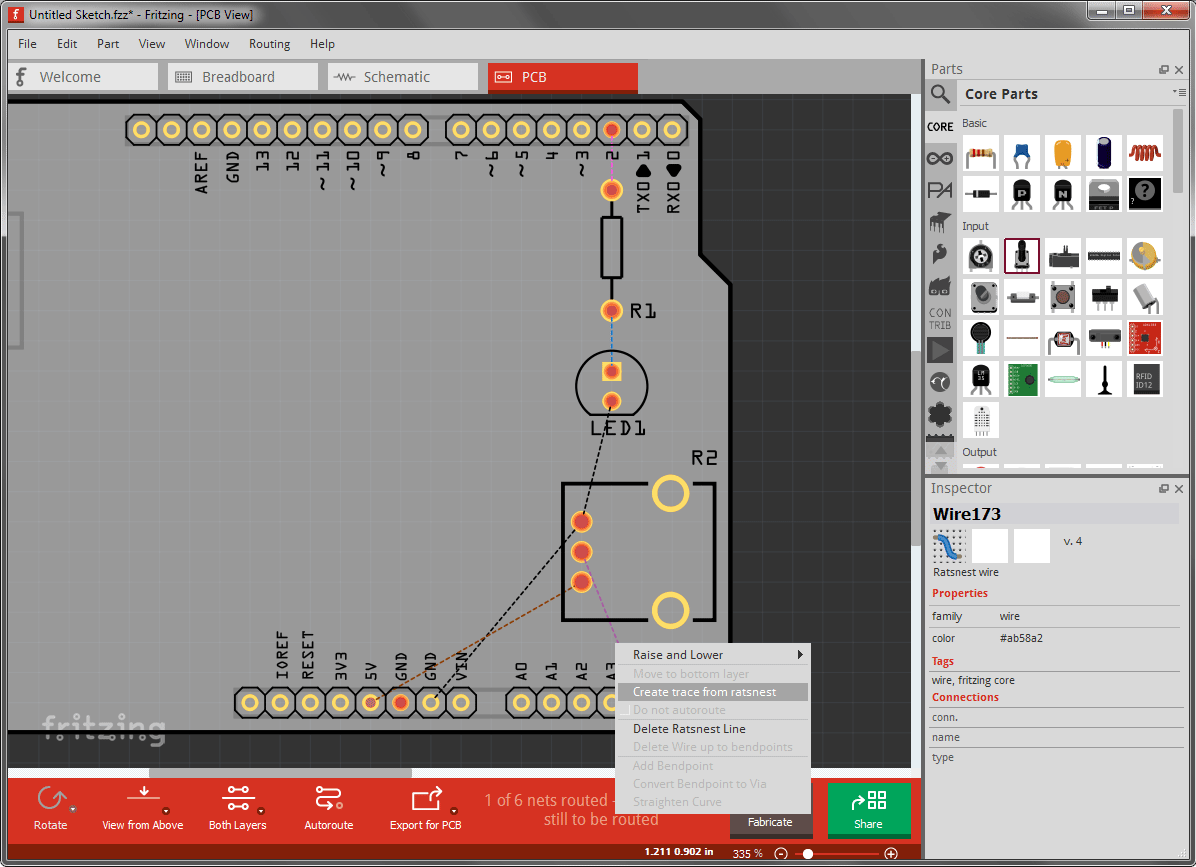 Untitled Sketch.fzz* - Fritzing - [PCB View]
File Edit Part View Window Routing Help
Welcome
Breadboard
Schematic
PCB
AREF
GND
13
12
~11
~10
~9
8
7
~6
~5
4
~3
2
TX0 1
RX0 0
R1
LED1
R2
IOREF
RESET
3V3
5V
GND
GND
VIN
A0
A1
A2
A3
fritzing
Raise and Lower
Move to bottom layer
Create trace from ratsnest
Do not autoroute
Delete Ratsnest Line
Delete Wire up to bendpoints
Add Bendpoint
Convert Bendpoint to Via
Straighten Curve
Rotate
View from Above
Both Layers
Autoroute
Export for PCB
1 of 6 nets routed -
still to be routed
Fabricate
Share
1.211 0.902 in
335 %
Parts
Core Parts
CORE
PA
CON
TRIB
Basic
P
N
FET P
?
?
Input
LM
35
RFID
ID12
Output
Inspector
Wire173
v. 4
Ratsnest wire
Properties
family wire
color #ab58a2
Tags
wire, fritzing core
Connections
conn.
name
type